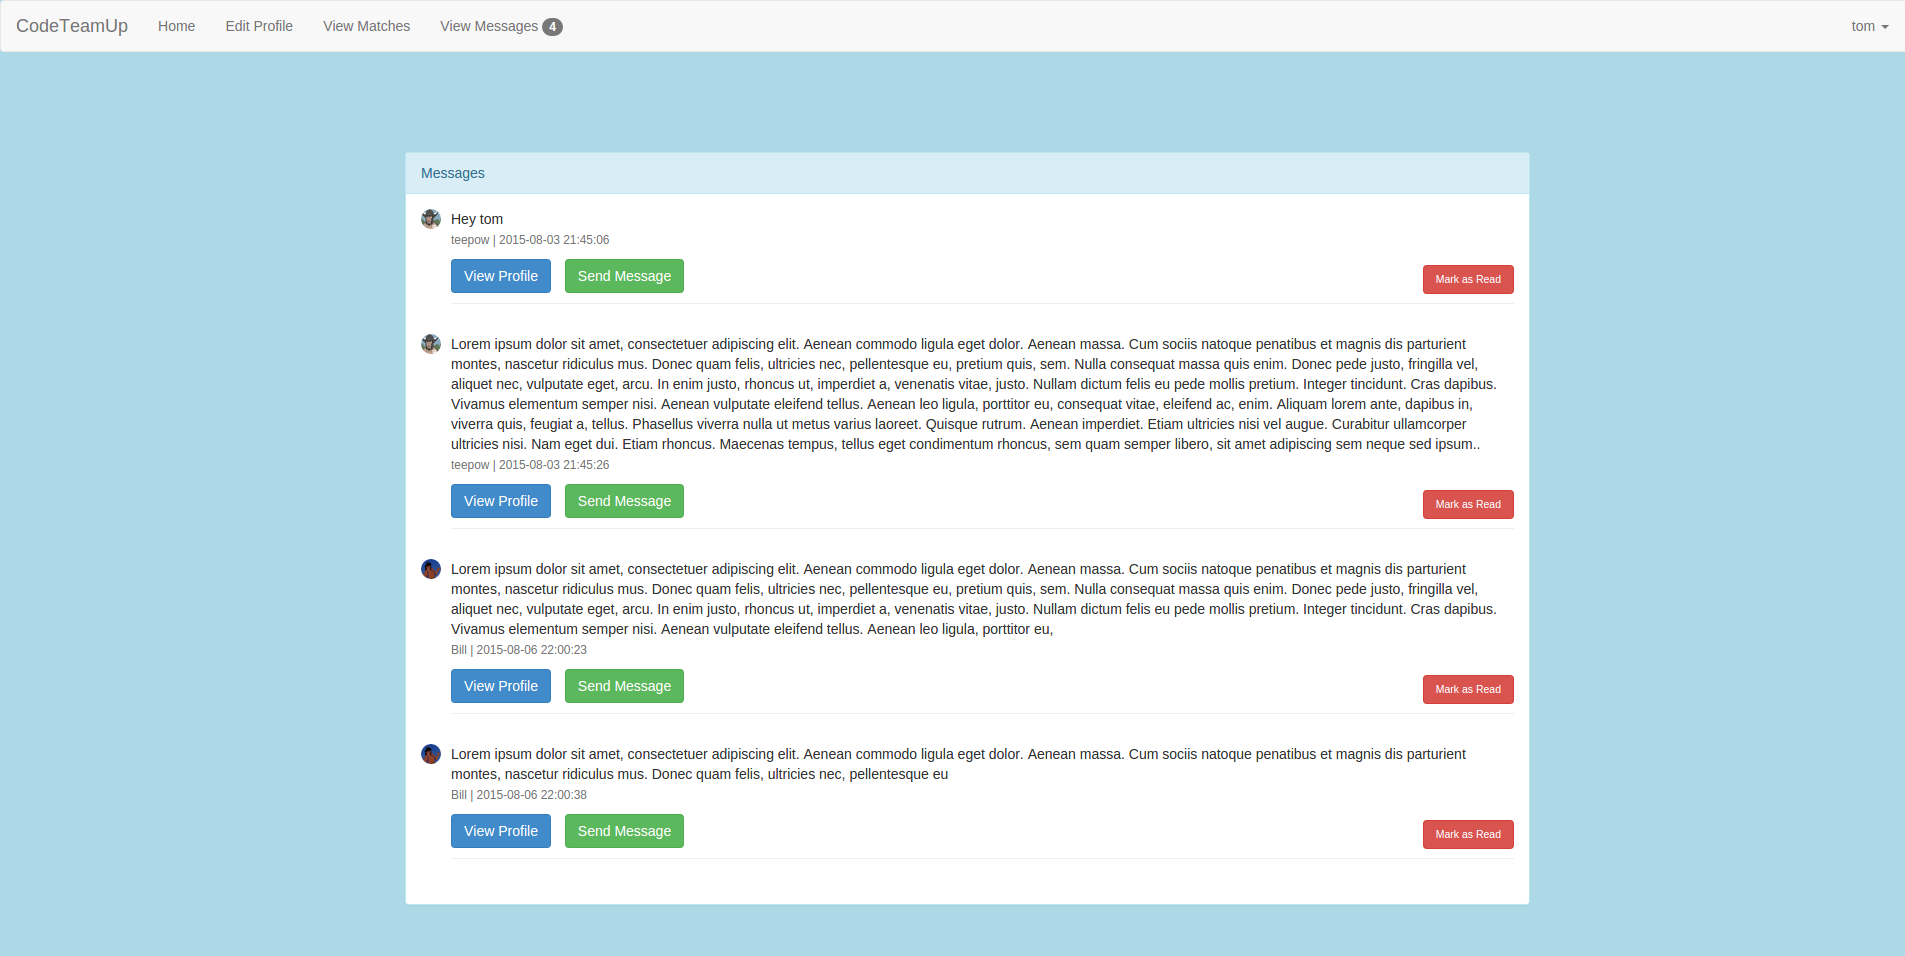 CodeTeamUp Home Edit Profile View Matches View Messages 4 tom
Messages
Hey tom
teepow | 2015-08-03 21:45:06
View Profile Send Message Mark as Read
Lorem ipsum dolor sit amet, consectetuer adipiscing elit. Aenean commodo ligula eget dolor. Aenean massa. Cum sociis natoque penatibus et magnis dis parturient
montes, nascetur ridiculus mus. Donec quam felis, ultricies nec, pellentesque eu, pretium quis, sem. Nulla consequat massa quis enim. Donec pede justo, fringilla vel,
aliquet nec, vulputate eget, arcu. In enim justo, rhoncus ut, imperdiet a, venenatis vitae, justo. Nullam dictum felis eu pede mollis pretium. Integer tincidunt. Cras dapibus.
Vivamus elementum semper nisi. Aenean vulputate eleifend tellus. Aenean leo ligula, porttitor eu, consequat vitae, eleifend ac, enim. Aliquam lorem ante, dapibus in,
viverra quis, feugiat a, tellus. Phasellus viverra nulla ut metus varius laoreet. Quisque rutrum. Aenean imperdiet. Etiam ultricies nisi vel augue. Curabitur ullamcorper
ultricies nisi. Nam eget dui. Etiam rhoncus. Maecenas tempus, tellus eget condimentum rhoncus, sem quam semper libero, sit amet adipiscing sem neque sed ipsum..
teepow | 2015-08-03 21:45:26
View Profile Send Message Mark as Read
Lorem ipsum dolor sit amet, consectetuer adipiscing elit. Aenean commodo ligula eget dolor. Aenean massa. Cum sociis natoque penatibus et magnis dis parturient
montes, nascetur ridiculus mus. Donec quam felis, ultricies nec, pellentesque eu, pretium quis, sem. Nulla consequat massa quis enim. Donec pede justo, fringilla vel,
aliquet nec, vulputate eget, arcu. In enim justo, rhoncus ut, imperdiet a, venenatis vitae, justo. Nullam dictum felis eu pede mollis pretium. Integer tincidunt. Cras dapibus.
Vivamus elementum semper nisi. Aenean vulputate eleifend tellus. Aenean leo ligula, porttitor eu,
Bill | 2015-08-06 22:00:23
View Profile Send Message Mark as Read
Lorem ipsum dolor sit amet, consectetuer adipiscing elit. Aenean commodo ligula eget dolor. Aenean massa. Cum sociis natoque penatibus et magnis dis parturient
montes, nascetur ridiculus mus. Donec quam felis, ultricies nec, pellentesque eu
Bill | 2015-08-06 22:00:38
View Profile Send Message Mark as Read